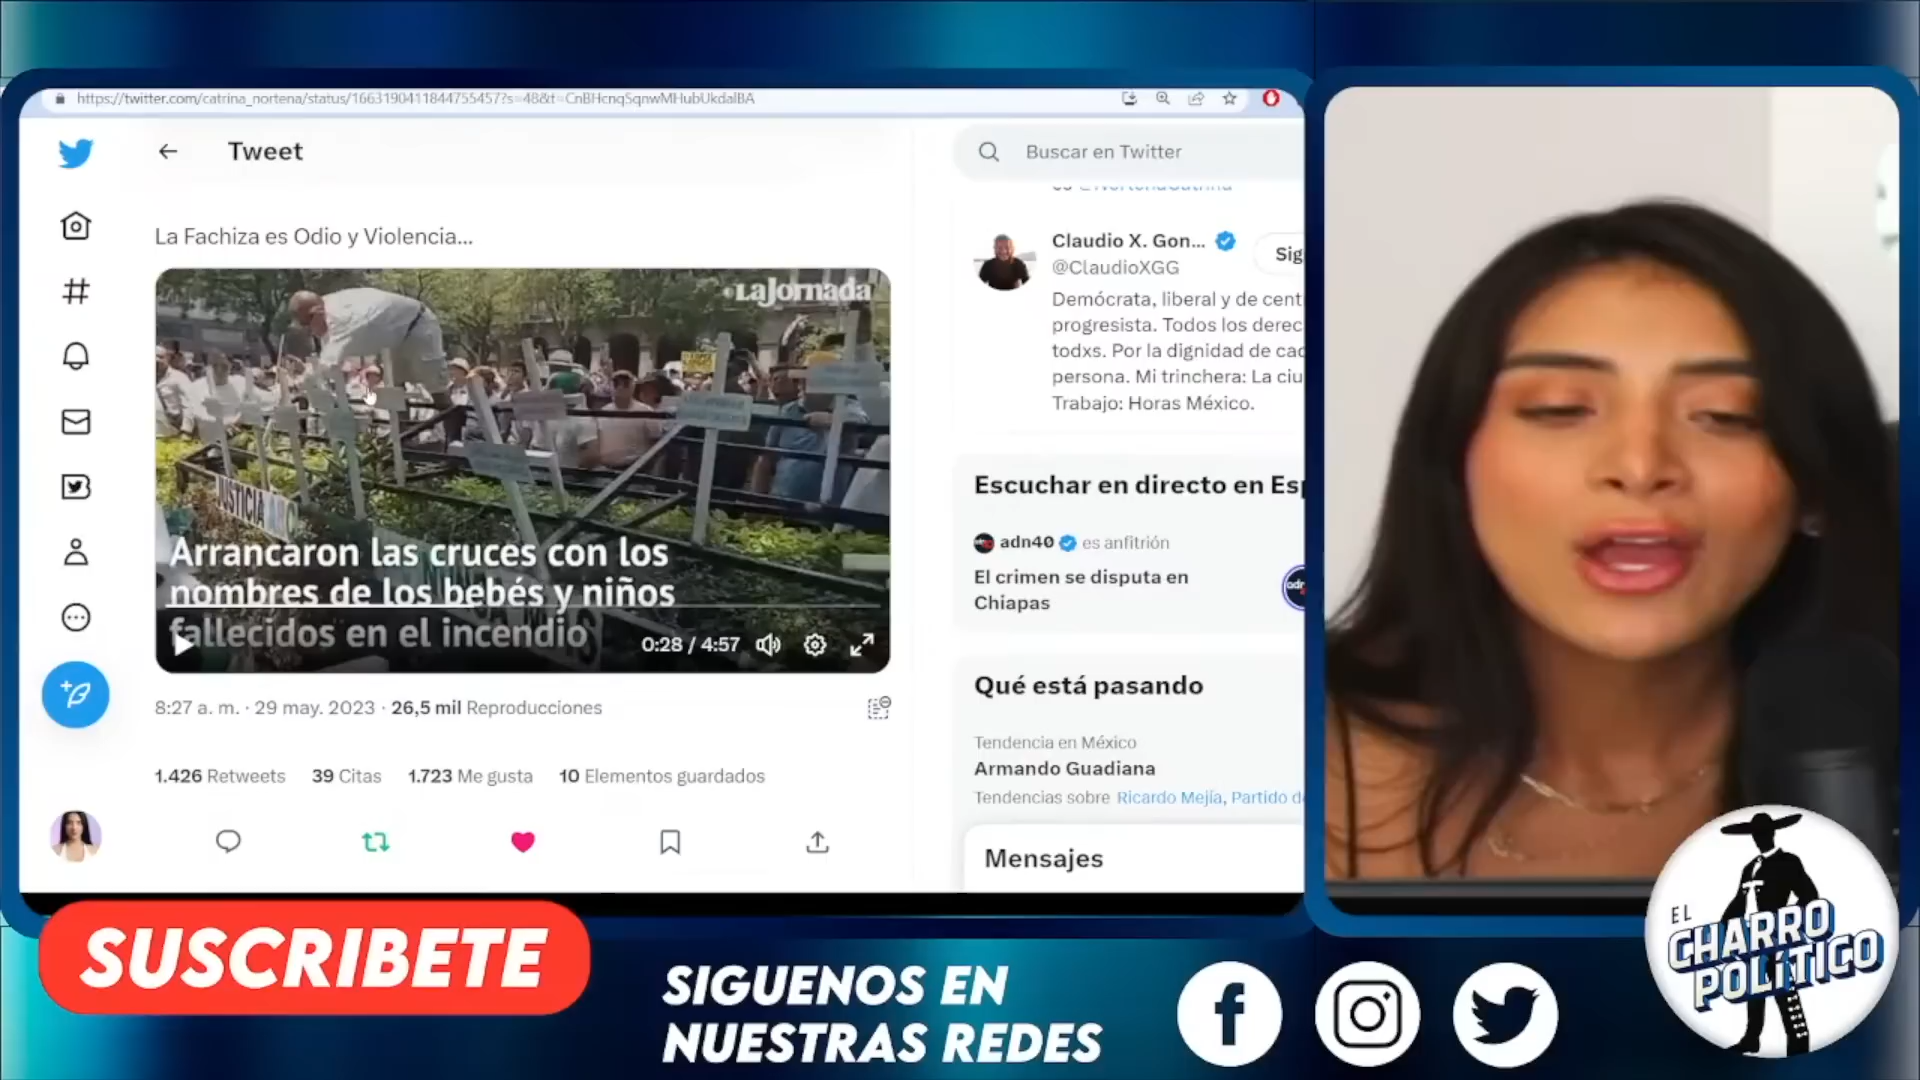 https://twitter.com/catrina_nortena/status/1663190411844755457?s=48&t=CnBHcnqSqnwMHubUkdalBA
Tweet
Buscar en Twitter
La Fachiza es Odio y Violencia...
La Jornada
JUSTICIA
Arrancaron las cruces con los
nombres de los bebés y niños
fallecidos en el incendio
0:28 / 4:57
8:27 a. m. · 29 may. 2023 · 26,5 mil Reproducciones
1.426 Retweets 39 Citas 1.723 Me gusta 10 Elementos guardados
Claudio X. Gon...
Sig
@ClaudioXGG
Demócrata, liberal y de cent
progresista. Todos los derec
todxs. Por la dignidad de cad
persona. Mi trinchera: La ciu
Trabajo: Horas México.
Escuchar en directo en Esp
adn40 es anfitrión
El crimen se disputa en
Chiapas
adn
Qué está pasando
Tendencia en México
Armando Guadiana
Tendencias sobre Ricardo Mejía, Partido d
Mensajes
SUSCRIBETE
SIGUENOS EN
NUESTRAS REDES
EL
CHARRO
POLÍTICO